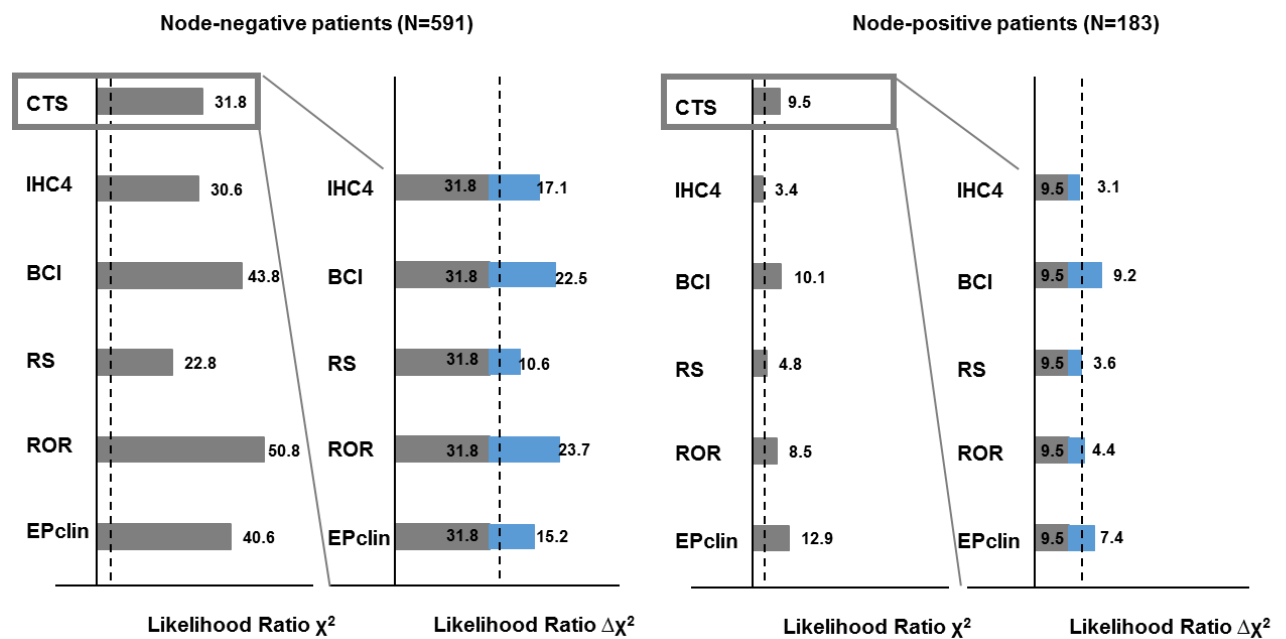 Node-negative patients (N=591)
CTS 31.8
IHC4 30.6
BCI 43.8
RS 22.8
ROR 50.8
EPclin 40.6
Likelihood Ratio χ²
IHC4 31.8 17.1
BCI 31.8 22.5
RS 31.8 10.6
ROR 31.8 23.7
EPclin 31.8 15.2
Likelihood Ratio Δχ²
Node-positive patients (N=183)
CTS 9.5
IHC4 3.4
BCI 10.1
RS 4.8
ROR 8.5
EPclin 12.9
Likelihood Ratio χ²
IHC4 9.5 3.1
BCI 9.5 9.2
RS 9.5 3.6
ROR 9.5 4.4
EPclin 9.5 7.4
Likelihood Ratio Δχ²